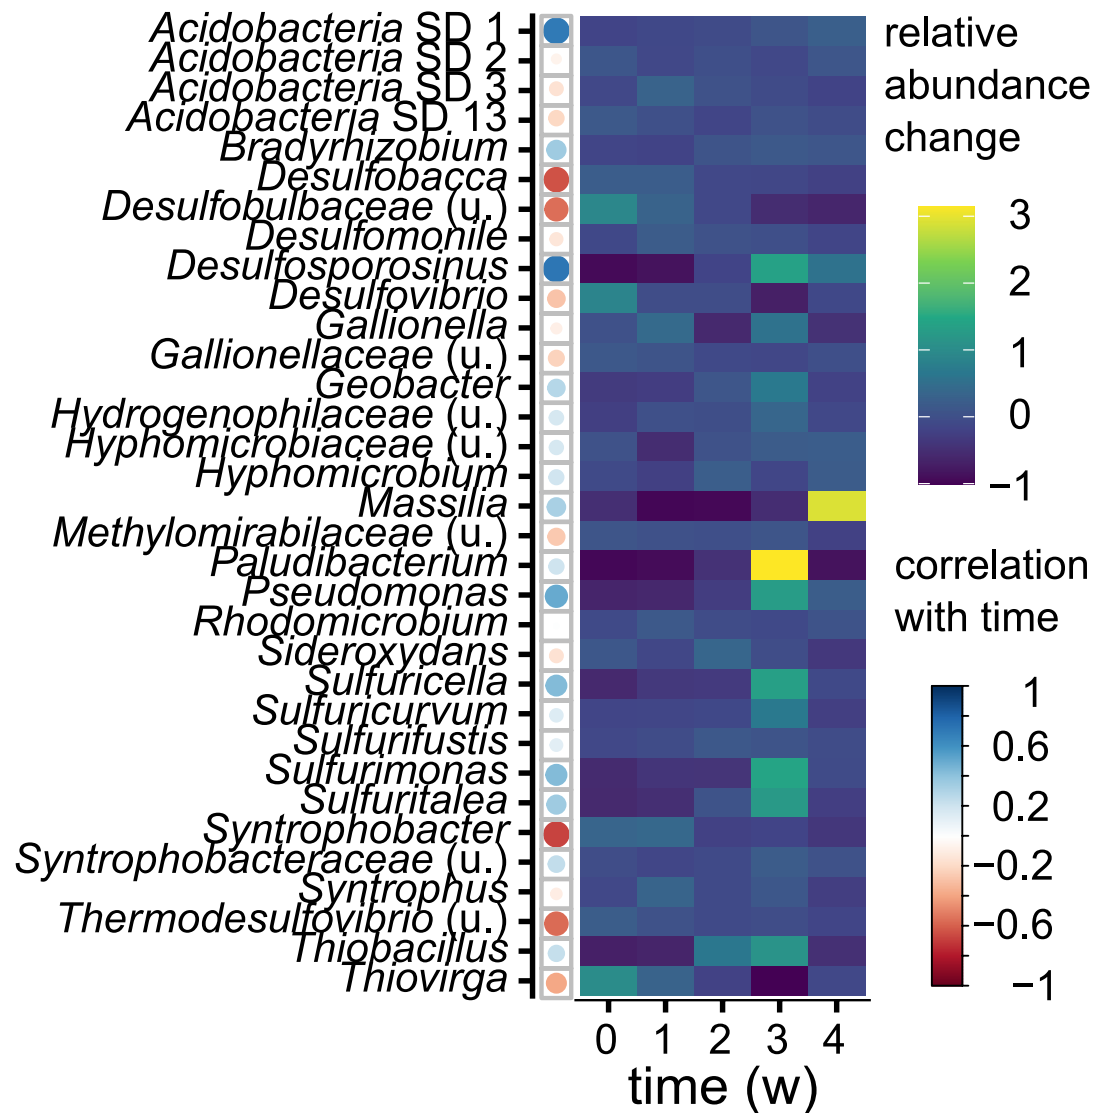 Acidobacteria SD 1
Acidobacteria SD 2
Acidobacteria SD 3
Acidobacteria SD 13
Bradyrhizobium
Desulfobacca
Desulfobulbaceae (u.)
Desulfomonile
Desulfosporosinus
Desulfovibrio
Gallionella
Gallionellaceae (u.)
Geobacter
Hydrogenophilaceae (u.)
Hyphomicrobiaceae (u.)
Hyphomicrobium
Massilia
Methylomirabilaceae (u.)
Paludibacterium
Pseudomonas
Rhodomicrobium
Sideroxydans
Sulfuricella
Sulfuricurvum
Sulfurifustis
Sulfurimonas
Sulfuritalea
Syntrophobacter
Syntrophobacteraceae (u.)
Syntrophus
Thermodesulfovibrio (u.)
Thiobacillus
Thiovirga
0 1 2 3 4
time (w)
relative
abundance
change
3
2
1
0
−1
correlation
with time
1
0.6
0.2
−0.2
−0.6
−1